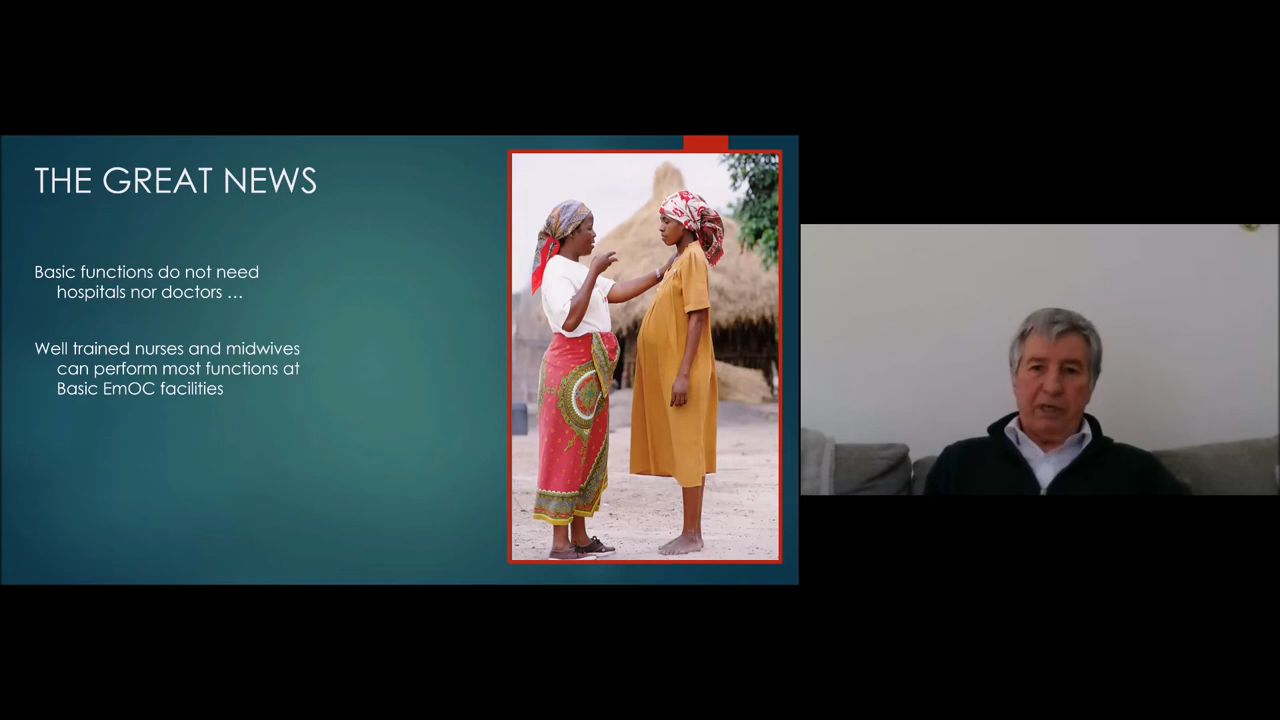 THE GREAT NEWS
Basic functions do not need
hospitals nor doctors …
Well trained nurses and midwives
can perform most functions at
Basic EmOC facilities